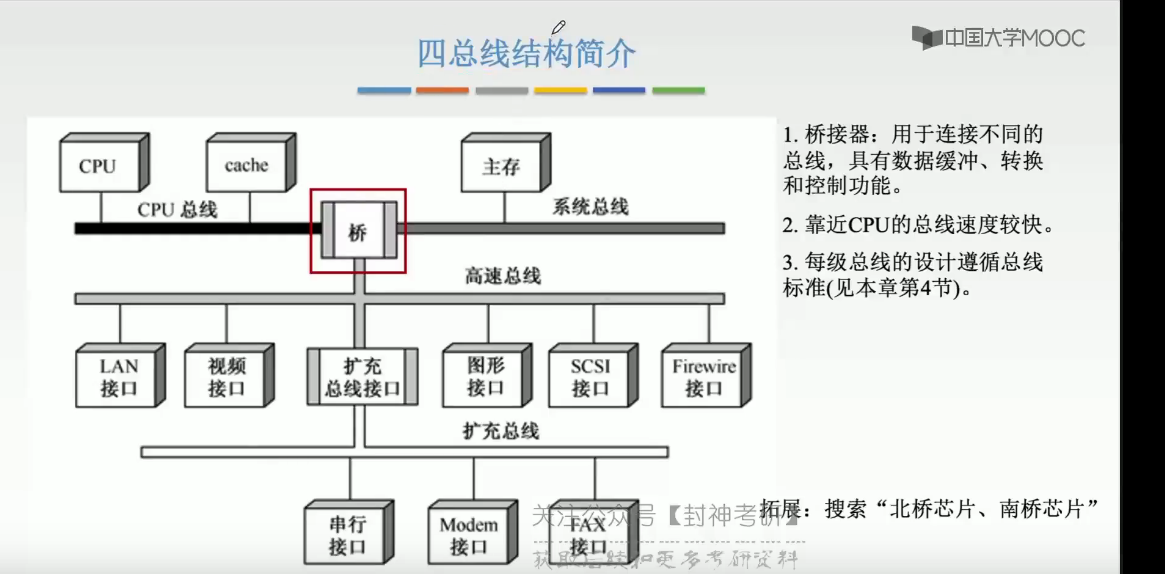 中国大学MOOC
四总线结构简介
CPU
cache
主存
CPU 总线
系统总线
桥
高速总线
LAN
接口
视频
接口
扩充
总线接口
图形
接口
SCSI
接口
Firewire
接口
扩充总线
串行
接口
Modem
接口
FAX
接口
1. 桥接器：用于连接不同的
总线，具有数据缓冲、转换
和控制功能。
2. 靠近CPU的总线速度较快。
3. 每级总线的设计遵循总线
标准(见本章第4节)。
拓展：搜索“北桥芯片、南桥芯片”
关注公众号【封神考研】
获取后续和更多考研资料